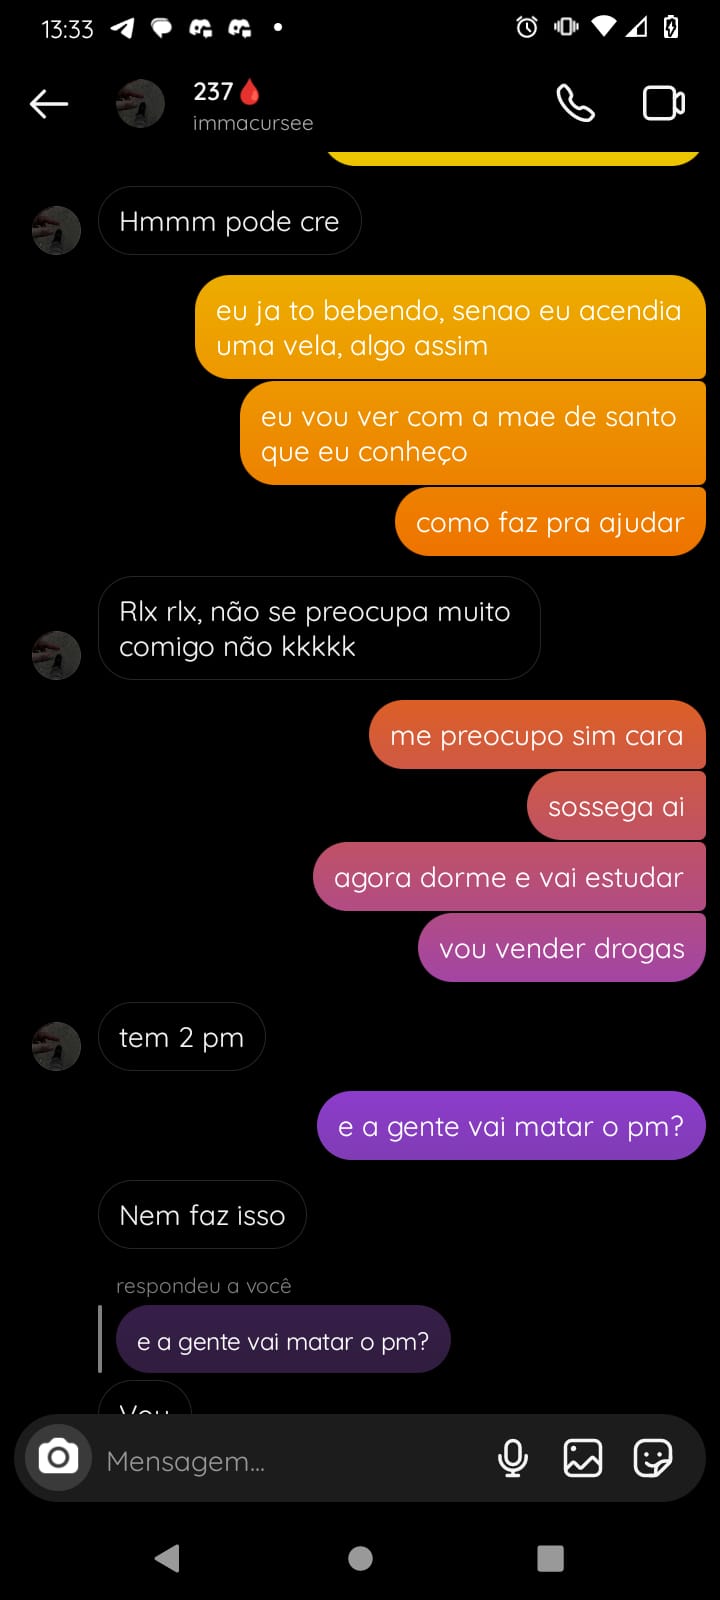 13:33
237
immacursee
Hmmm pode cre
eu ja to bebendo, senao eu acendia
uma vela, algo assim
eu vou ver com a mae de santo
que eu conheço
como faz pra ajudar
Rlx rlx, não se preocupa muito
comigo não kkkkk
me preocupo sim cara
sossega ai
agora dorme e vai estudar
vou vender drogas
tem 2 pm
e a gente vai matar o pm?
Nem faz isso
respondeu a você
e a gente vai matar o pm?
Mensagem...